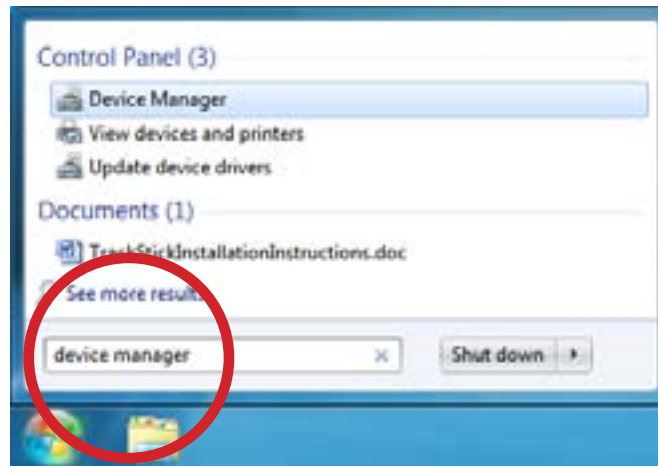 Control Panel (3)
Device Manager
View devices and printers
Update device drivers
Documents (1)
TrackStickInstallationInstructions.doc
See more results
device manager
Shut down